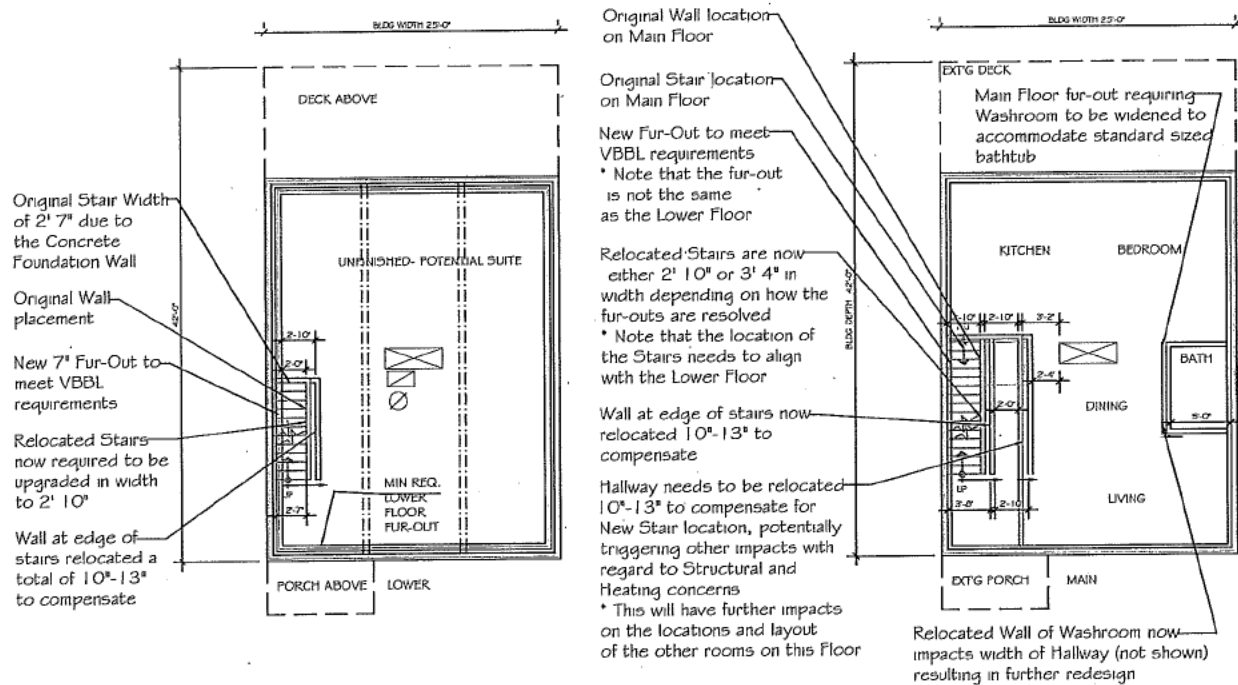 BLDG WIDTH 25'-0"
DECK ABOVE
Original Stair Width
of 2' 7" due to
the Concrete
Foundation Wall
Original Wall
placement
New 7" Fur-Out to
meet VBBL
requirements
Relocated Stairs
now required to be
upgraded in width
to 2' 10"
Wall at edge of
stairs relocated a
total of 10"-13"
to compensate
42'-0"
UNFINISHED- POTENTIAL SUITE
2'-10"
2'-0"
UP
2'-7"
MIN REQ.
LOWER
FLOOR
FUR-OUT
PORCH ABOVE
LOWER
Original Wall location
on Main Floor
Original Stair location
on Main Floor
New Fur-Out to meet
VBBL requirements
* Note that the fur-out
is not the same
as the Lower Floor
Relocated Stairs are now
either 2' 10" or 3' 4" in
width depending on how the
fur-outs are resolved
* Note that the location of
the Stairs needs to align
with the Lower Floor
Wall at edge of stairs now
relocated 10"-13" to
compensate
Hallway needs to be relocated
10"-13" to compensate for
New Stair location, potentially
triggering other impacts with
regard to Structural and
Heating concerns
* This will have further impacts
on the locations and layout
of the other rooms on this Floor
BLDG WIDTH 25'-0"
EXT'G DECK
Main Floor fur-out requiring
Washroom to be widened to
accommodate standard sized
bathtub
BLDG DEPTH 42'-0"
KITCHEN
BEDROOM
2'-10"
3'-2"
BATH
2'-4"
DINING
2'-0"
5'-0"
LIVING
UP
3'-8"
2'-10"
EXT'G PORCH
MAIN
Relocated Wall of Washroom now
impacts width of Hallway (not shown)
resulting in further redesign